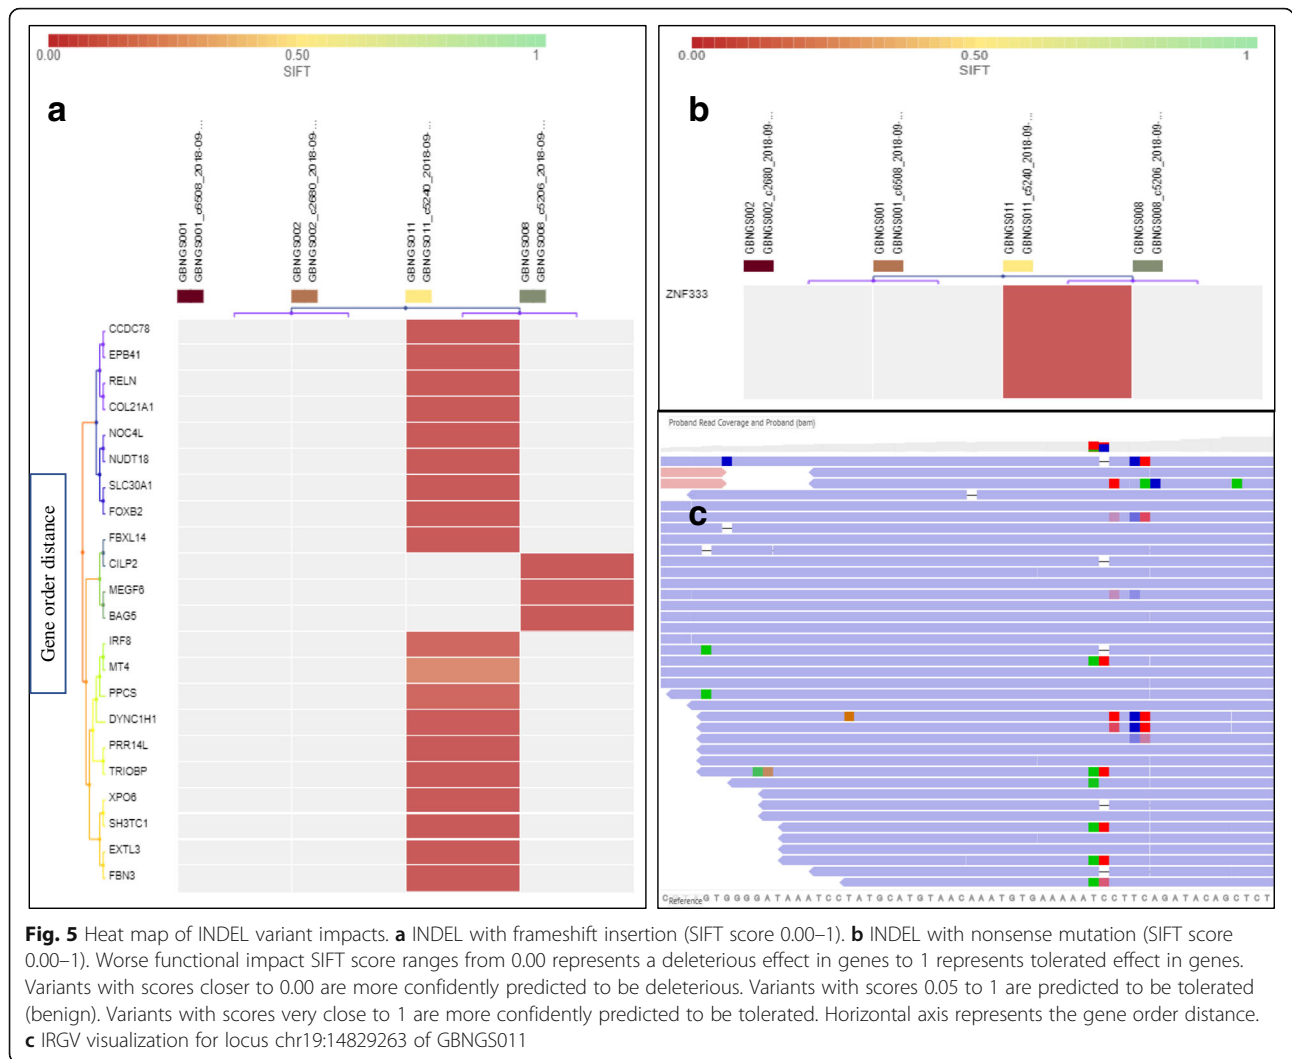 0.00 0.50 1
SIFT
a
GBNGS001
GBNGS001_c6508_2018-09-...
GBNGS002
GBNGS002_c2680_2018-09-...
GBNGS011
GBNGS011_c5240_2018-09-...
GBNGS008
GBNGS008_c5206_2018-09-...
Gene order distance
CCDC78
EPB41
RELN
COL21A1
NOC4L
NUDT18
SLC30A1
FOXB2
FBXL14
CILP2
MEGF6
BAG5
IRF8
MT4
PPCS
DYNC1H1
PRR14L
TRIOBP
XPO6
SH3TC1
EXTL3
FBN3
0.00 0.50 1
SIFT
b
GBNGS002
GBNGS002_c2680_2018-09-...
GBNGS001
GBNGS001_c6508_2018-09-...
GBNGS011
GBNGS011_c5240_2018-09-...
GBNGS008
GBNGS008_c5206_2018-09-...
ZNF333
Proband Read Coverage and Proband (bam)
c
Reference
G T G G G G A T A A A T C C T A T G C A T G T A A C A A A T G T G A A A A A T C C T T C A G A T A C A G C T C T
Fig. 5 Heat map of INDEL variant impacts. a INDEL with frameshift insertion (SIFT score 0.00–1). b INDEL with nonsense mutation (SIFT score
0.00–1). Worse functional impact SIFT score ranges from 0.00 represents a deleterious effect in genes to 1 represents tolerated effect in genes.
Variants with scores closer to 0.00 are more confidently predicted to be deleterious. Variants with scores 0.05 to 1 are predicted to be tolerated
(benign). Variants with scores very close to 1 are more confidently predicted to be tolerated. Horizontal axis represents the gene order distance.
c IRGV visualization for locus chr19:14829263 of GBNGS011